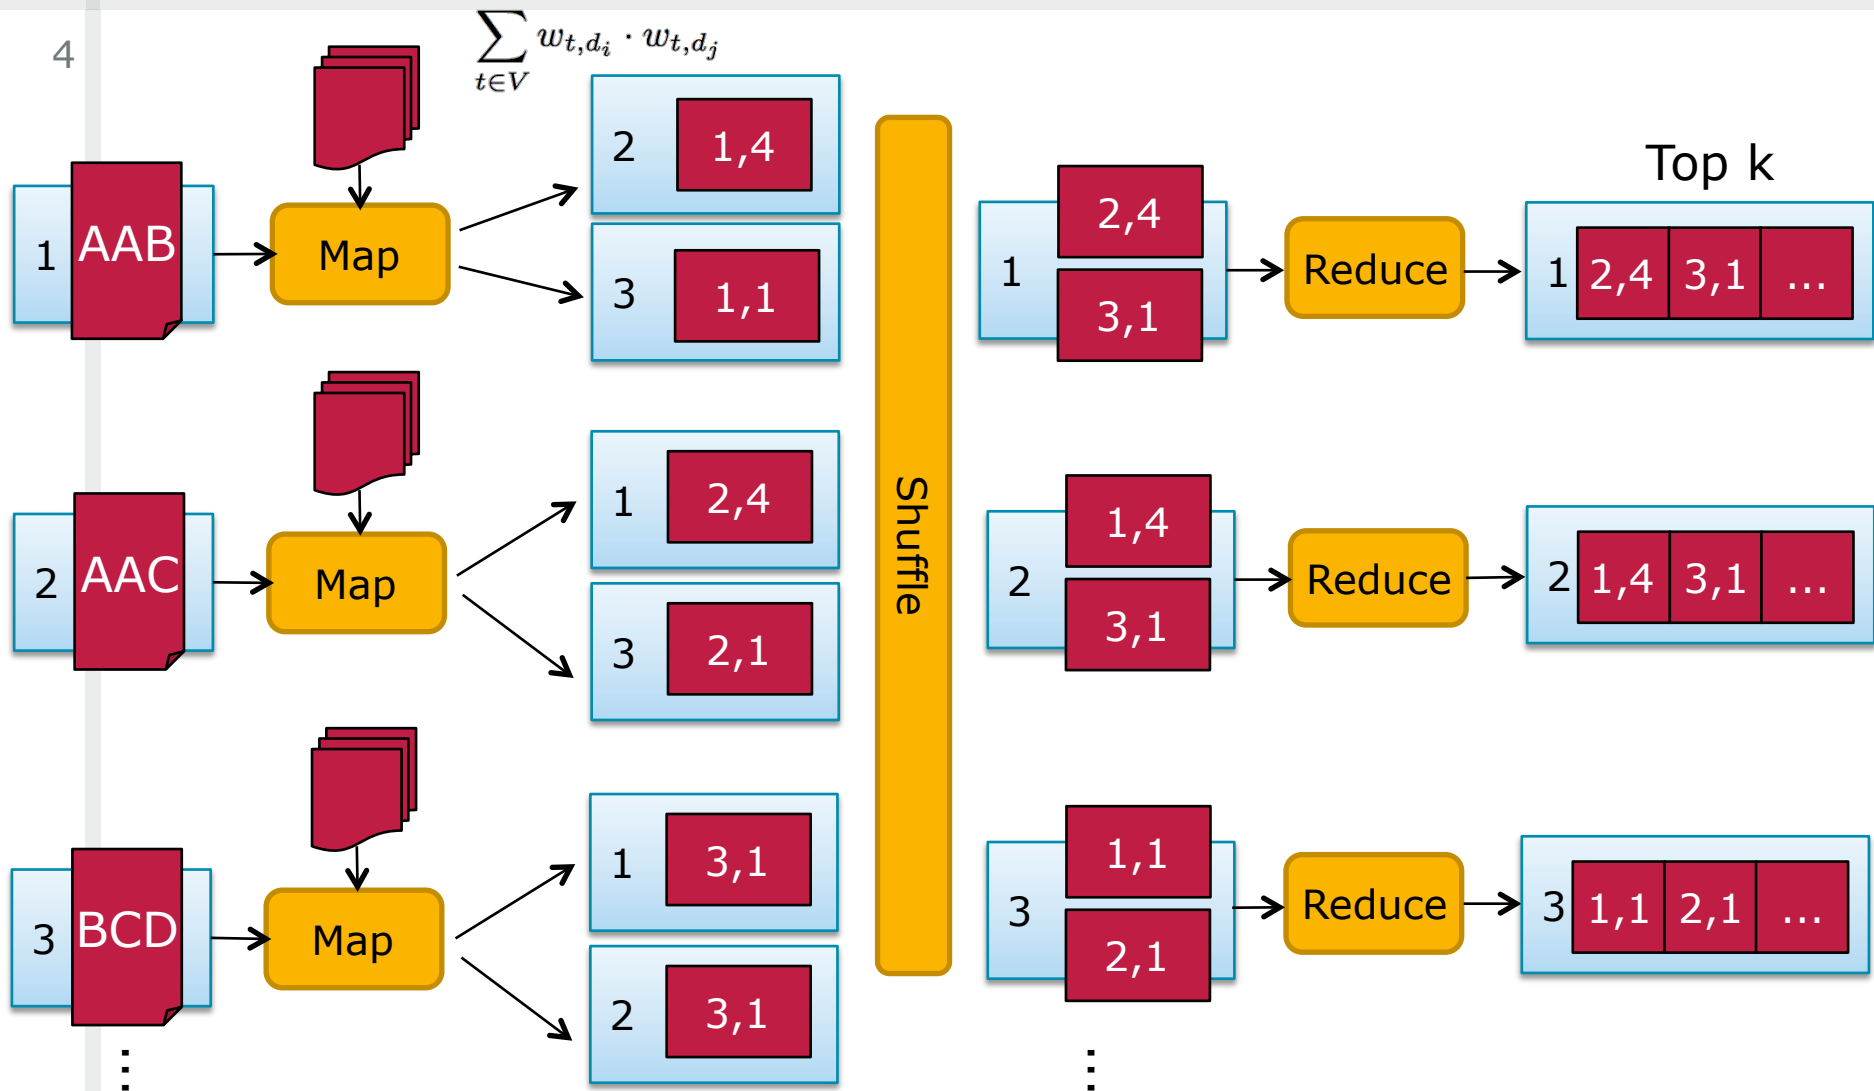 4
∑_{t∈V} w_{t,d_i} · w_{t,d_j}
Top k
1 AAB
Map
2 1,4
3 1,1
2 AAC
Map
1 2,4
3 2,1
3 BCD
Map
1 3,1
2 3,1
⋮
Shuffle
1 2,4
3,1
Reduce
1 2,4 3,1 ...
2 1,4
3,1
Reduce
2 1,4 3,1 ...
3 1,1
2,1
Reduce
3 1,1 2,1 ...
⋮